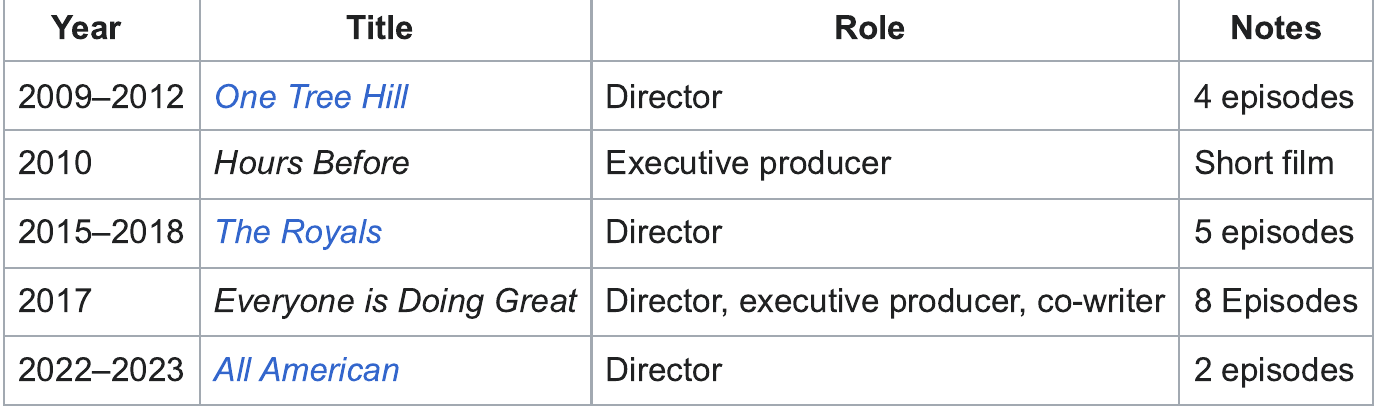 Year Title Role Notes
2009–2012 One Tree Hill Director 4 episodes
2010 Hours Before Executive producer Short film
2015–2018 The Royals Director 5 episodes
2017 Everyone is Doing Great Director, executive producer, co-writer 8 Episodes
2022–2023 All American Director 2 episodes